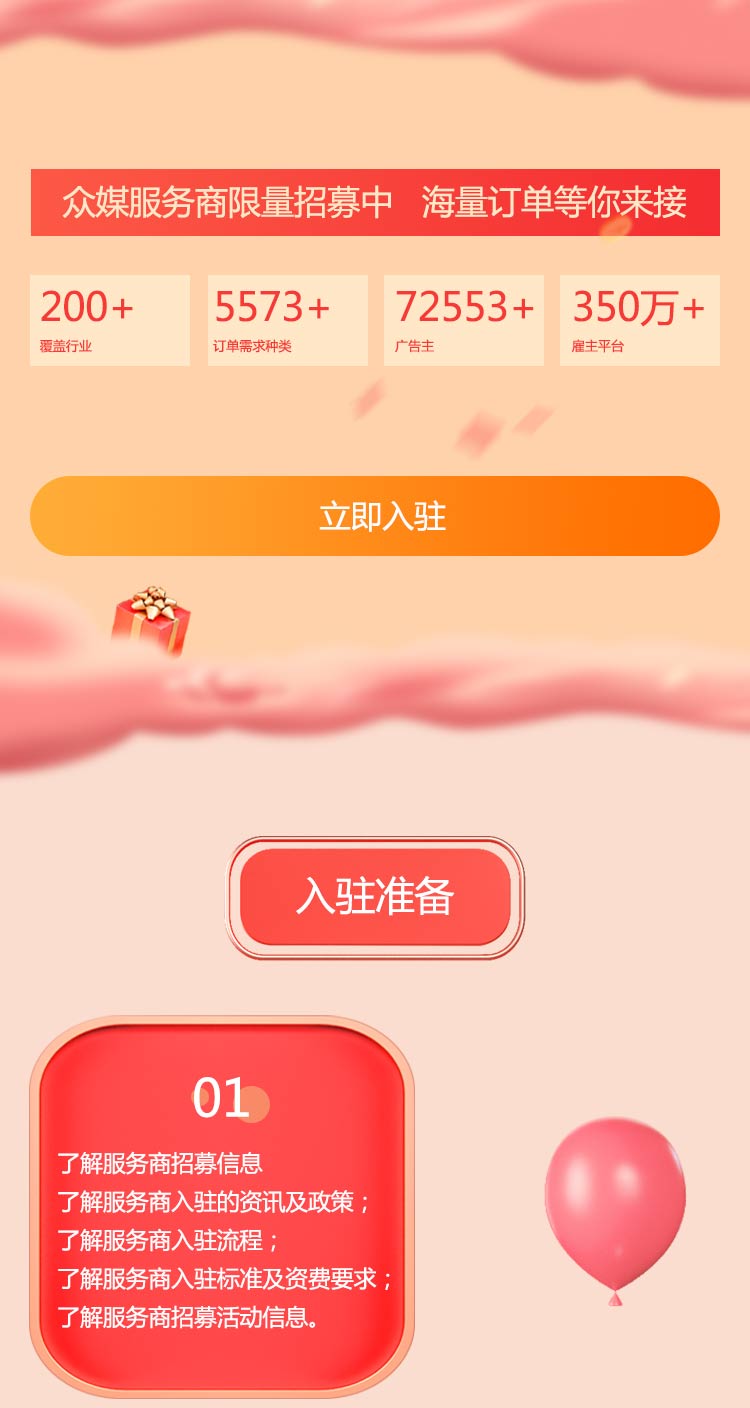 众媒服务商限量招募中 海量订单等你来接
200+ 5573+ 72553+ 350万+
覆盖行业 订单需求种类 广告主 雇主平台
立即入驻
入驻准备
01
了解服务商招募信息
了解服务商入驻的资讯及政策；
了解服务商入驻流程；
了解服务商入驻标准及资费要求；
了解服务商招募活动信息。